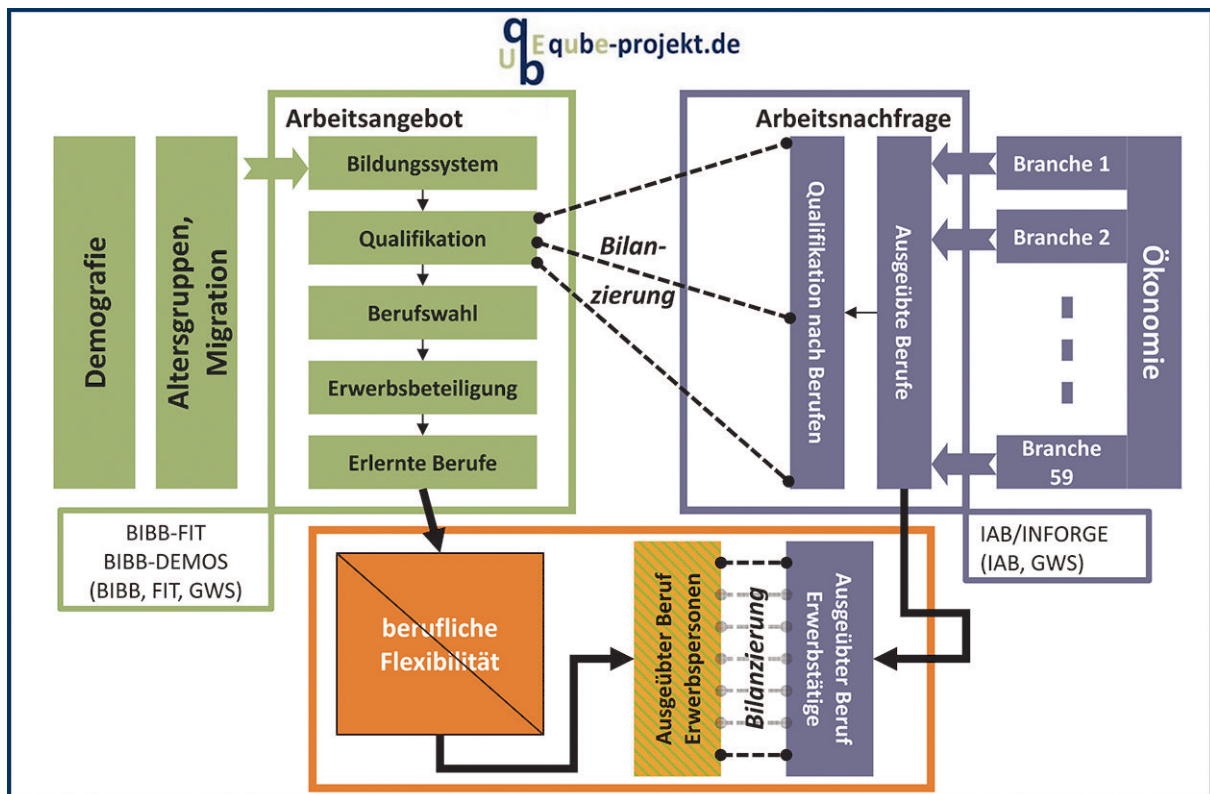 qUBE qube-projekt.de
Arbeitsangebot
Arbeitsnachfrage
Demografie
Altersgruppen,
Migration
Bildungssystem
Qualifikation
Berufswahl
Erwerbsbeteiligung
Erlernte Berufe
Bilan-
zierung
Qualifikation nach Berufen
Ausgeübte Berufe
Branche 1
Branche 2
Branche
59
Ökonomie
BIBB-FIT
BIBB-DEMOS
(BIBB, FIT, GWS)
IAB/INFORGE
(IAB, GWS)
berufliche
Flexibilität
Ausgeübter Beruf
Erwerbspersonen
Bilanzierung
Ausgeübter Beruf
Erwerbstätige